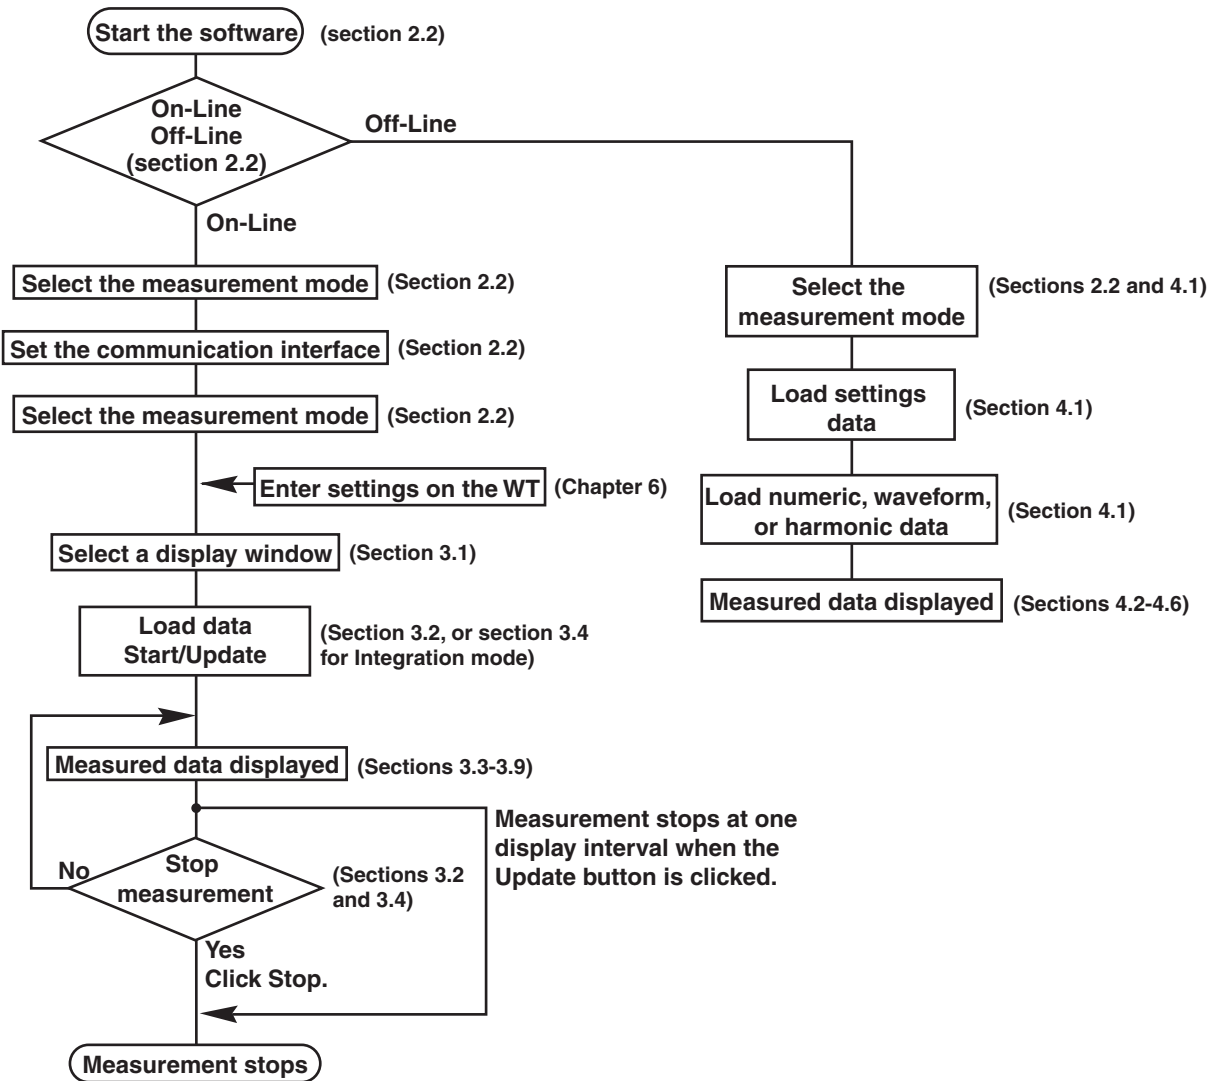 Start the software
(section 2.2)
On-Line
Off-Line
(section 2.2)
Off-Line
On-Line
Select the measurement mode
(Section 2.2)
Set the communication interface
(Section 2.2)
Select the measurement mode
(Section 2.2)
Enter settings on the WT
(Chapter 6)
Select a display window
(Section 3.1)
Load data
Start/Update
(Section 3.2, or section 3.4
for Integration mode)
Measured data displayed
(Sections 3.3-3.9)
Measurement stops at one
display interval when the
Update button is clicked.
No
Stop
measurement
(Sections 3.2
and 3.4)
Yes
Click Stop.
Measurement stops
Select the
measurement mode
(Sections 2.2 and 4.1)
Load settings
data
(Section 4.1)
Load numeric, waveform,
or harmonic data
(Section 4.1)
Measured data displayed
(Sections 4.2-4.6)